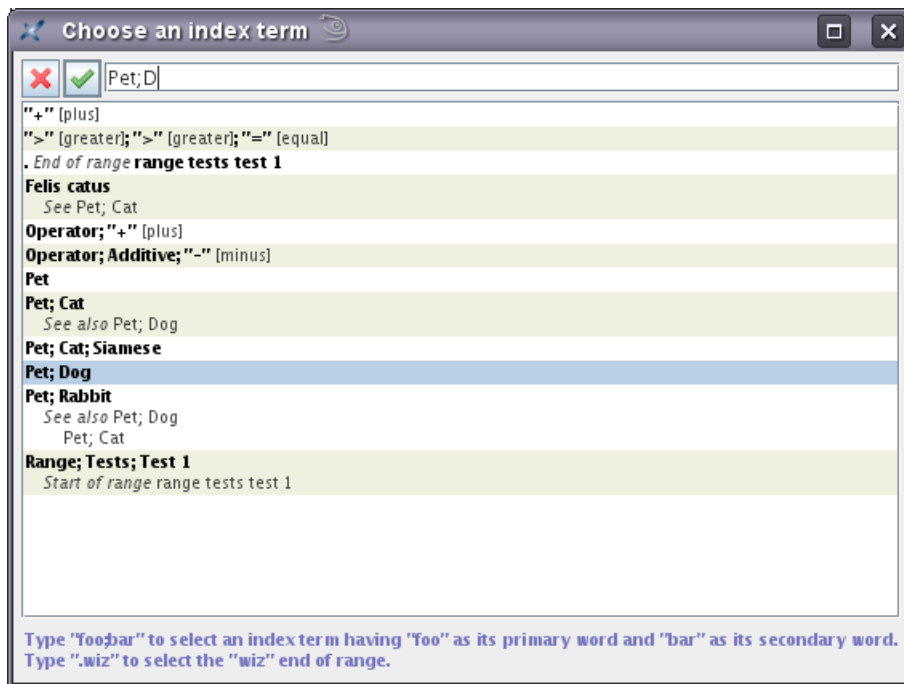 Choose an index term
Pet;D
"+" [plus]
">" [greater]; ">" [greater]; "=" [equal]
. End of range range tests test 1
Felis catus
See Pet; Cat
Operator; "+" [plus]
Operator; Additive; "-" [minus]
Pet
Pet; Cat
See also Pet; Dog
Pet; Cat; Siamese
Pet; Dog
Pet; Rabbit
See also Pet; Dog
Pet; Cat
Range; Tests; Test 1
Start of range range tests test 1
Type "foo;bar" to select an index term having "foo" as its primary word and "bar" as its secondary word.
Type ".wiz" to select the "wiz" end of range.